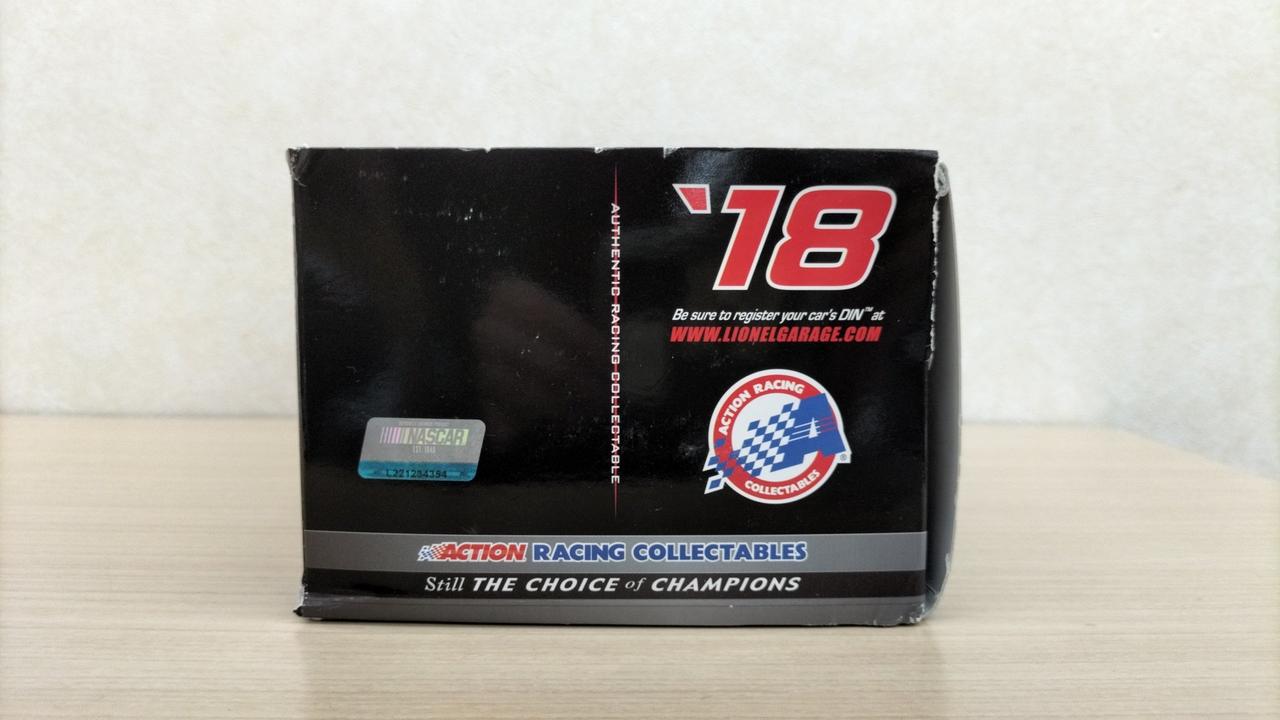 '18
Be sure to register your car's DIN™ at
WWW.LIONELGARAGE.COM
AUTHENTIC RACING COLLECTABLE
ACTION RACING
COLLECTABLES
®
NASCAR
EST. 1948
L221284394
ACTION RACING COLLECTABLES
Still THE CHOICE of CHAMPIONS